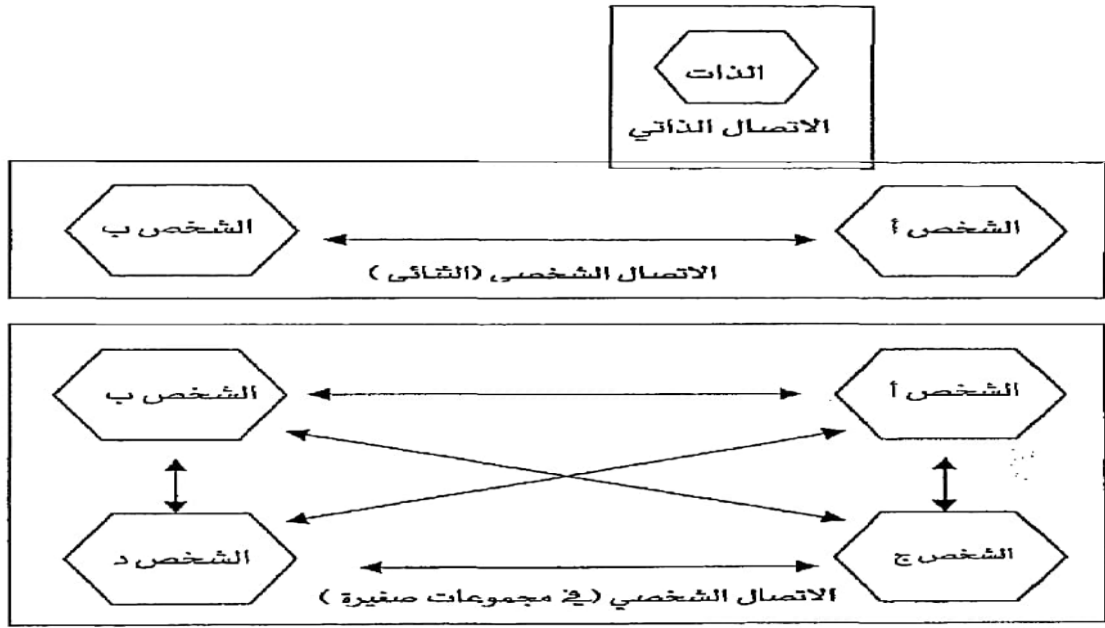 الذات
الاتصال الذاتي
الشخص أ
الشخص ب
الاتصال الشخصي (الثنائي)
الشخص أ
الشخص ب
الشخص ج
الشخص د
الاتصال الشخصي (في مجموعات صغيرة)